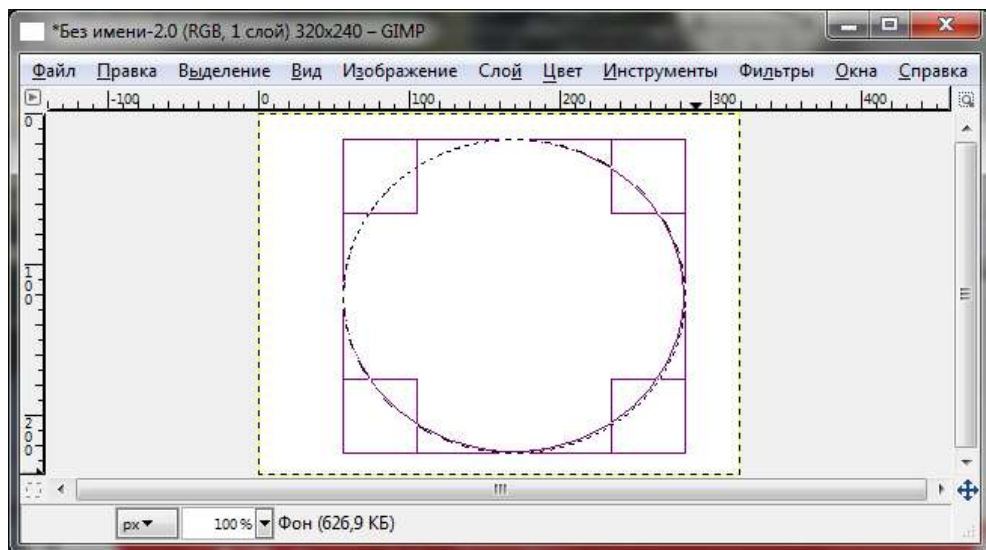 *Без имени-2.0 (RGB, 1 слой) 320x240 – GIMP
Файл Правка Выделение Вид Изображение Слой Цвет Инструменты Фильтры Окна Справка
-100 0 100 200 300 400
0
100
200
px 100 % Фон (626,9 КБ)